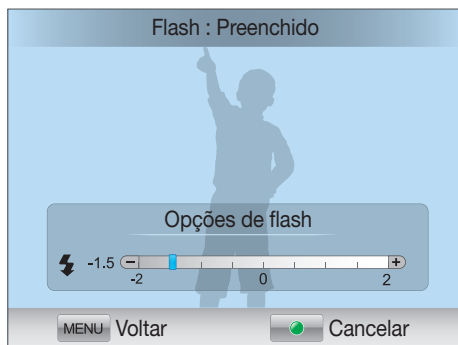 Flash : Preenchido
Opções de flash
-1.5 - +
-2 0 2
MENU Voltar Cancelar